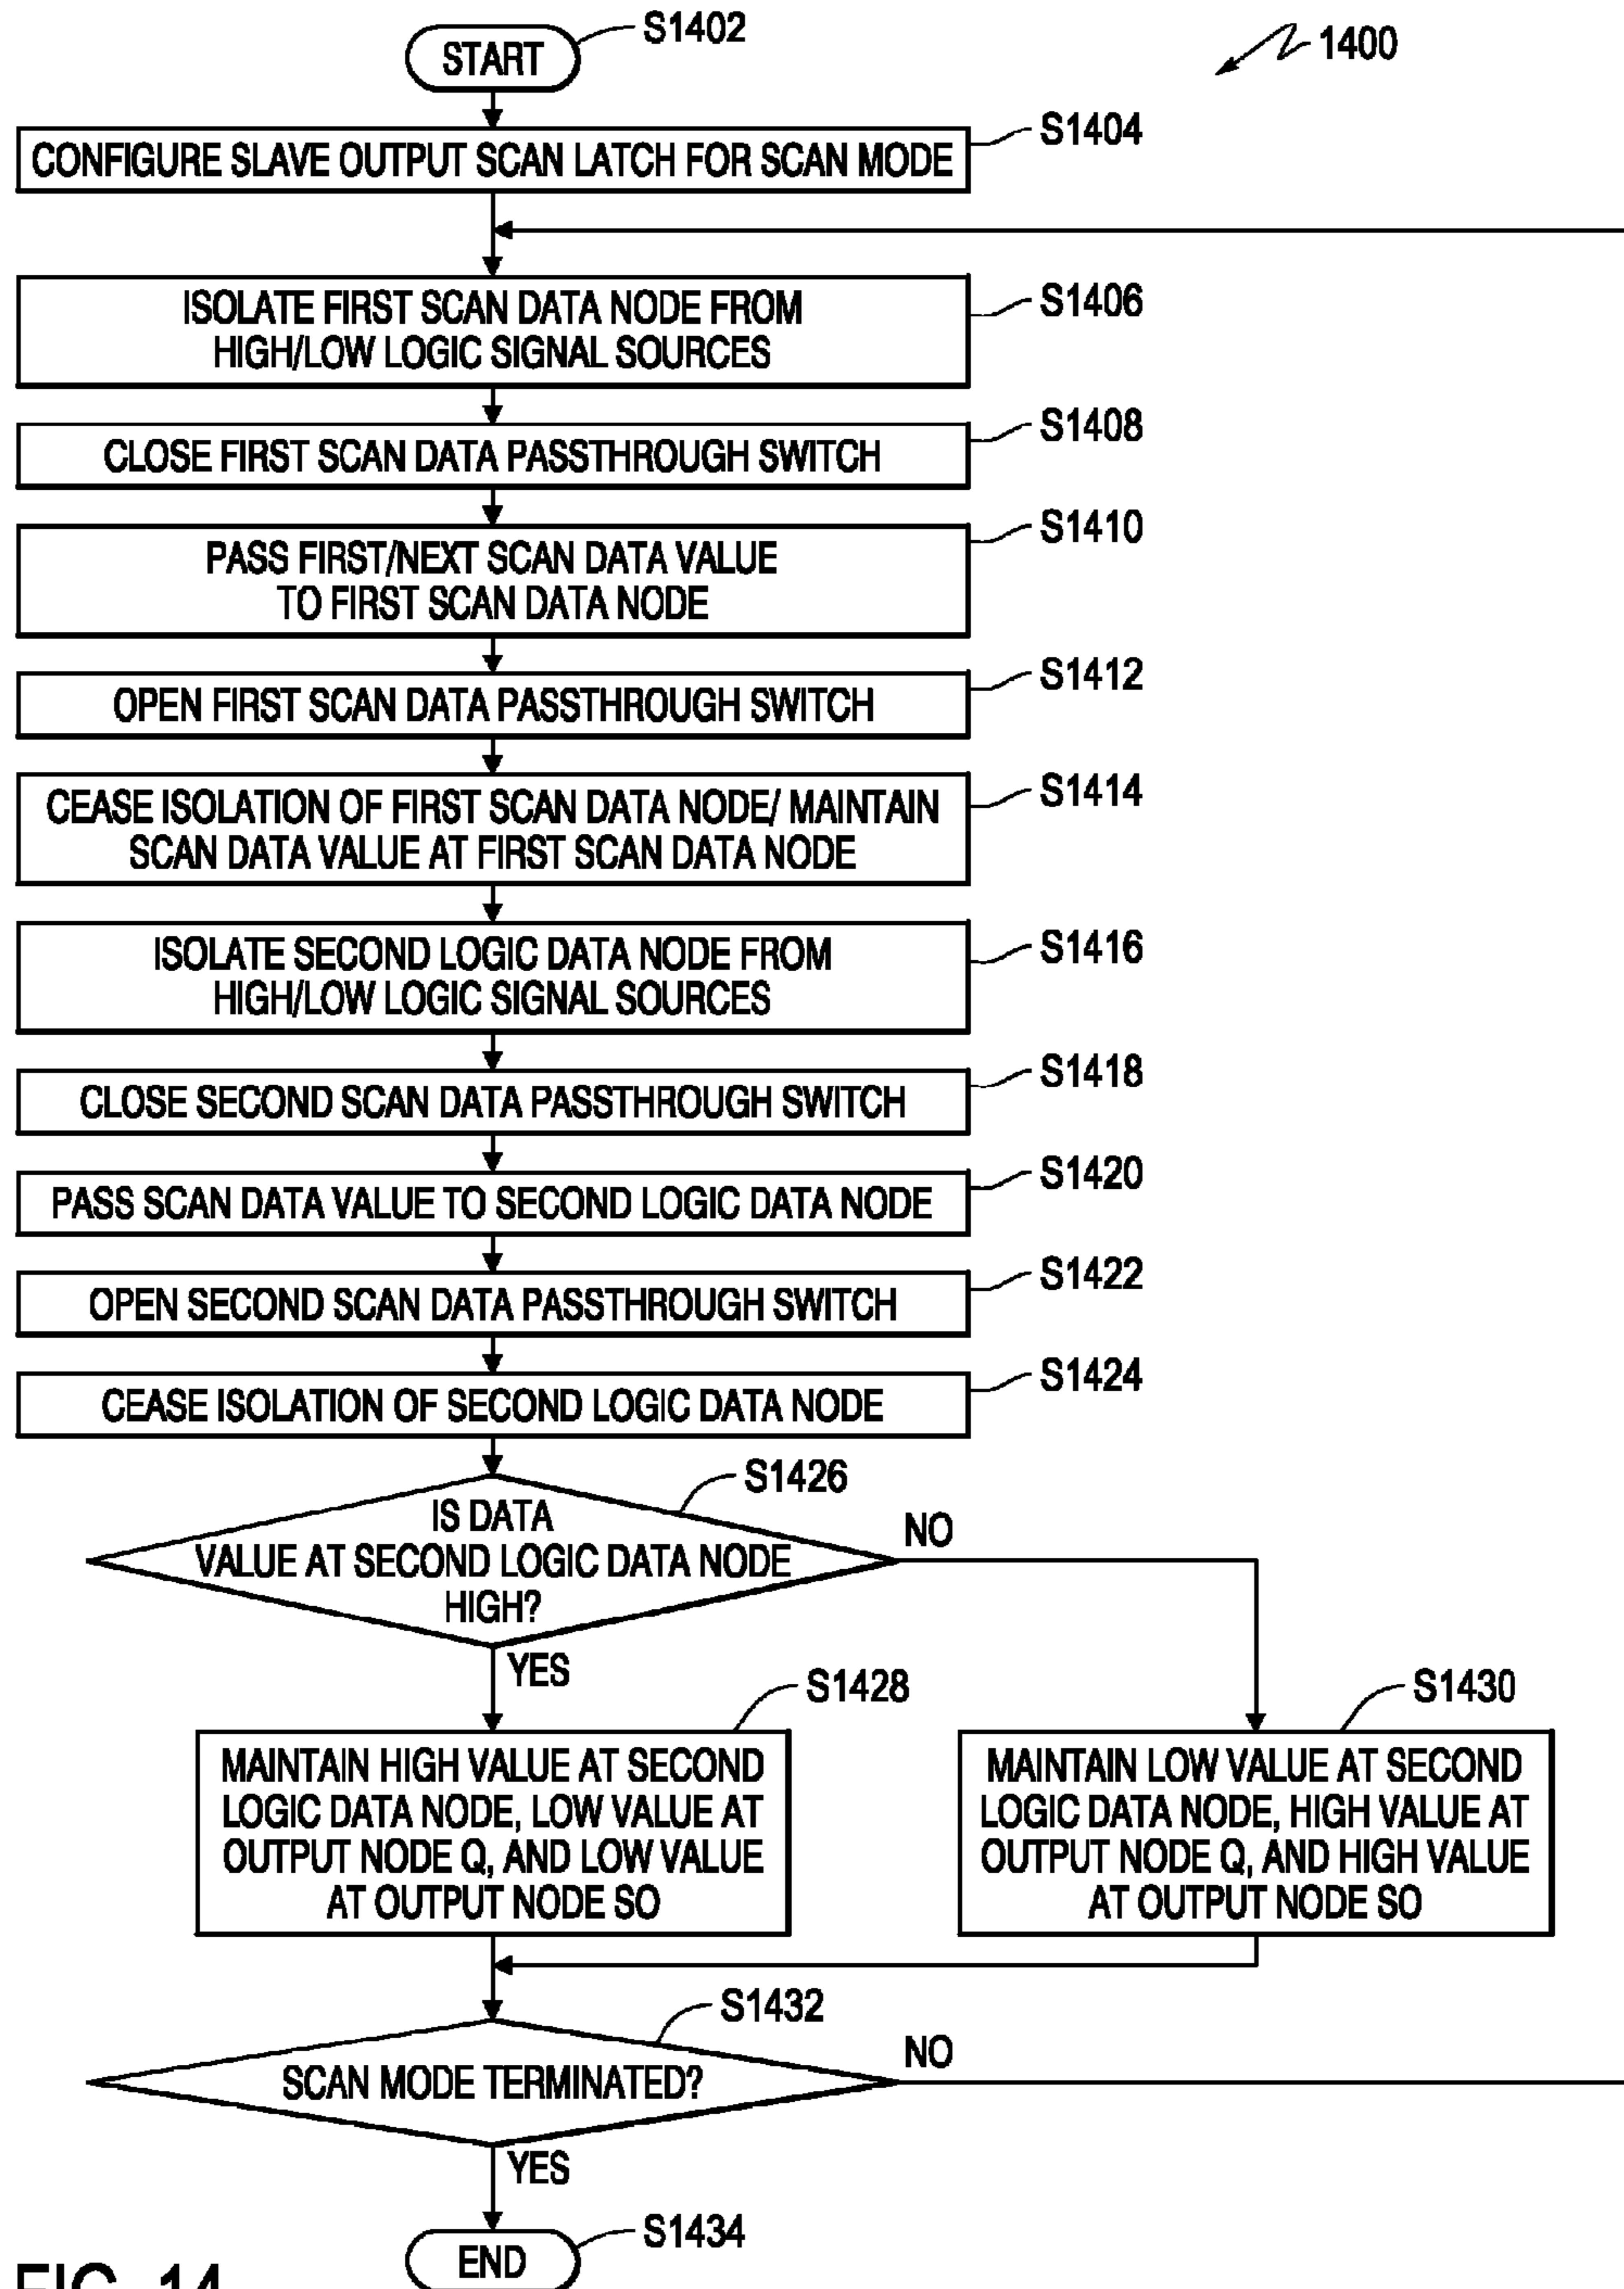 START
S1402
1400
CONFIGURE SLAVE OUTPUT SCAN LATCH FOR SCAN MODE
S1404
ISOLATE FIRST SCAN DATA NODE FROM
HIGH/LOW LOGIC SIGNAL SOURCES
S1406
CLOSE FIRST SCAN DATA PASSTHROUGH SWITCH
S1408
PASS FIRST/NEXT SCAN DATA VALUE
TO FIRST SCAN DATA NODE
S1410
OPEN FIRST SCAN DATA PASSTHROUGH SWITCH
S1412
CEASE ISOLATION OF FIRST SCAN DATA NODE/ MAINTAIN
SCAN DATA VALUE AT FIRST SCAN DATA NODE
S1414
ISOLATE SECOND LOGIC DATA NODE FROM
HIGH/LOW LOGIC SIGNAL SOURCES
S1416
CLOSE SECOND SCAN DATA PASSTHROUGH SWITCH
S1418
PASS SCAN DATA VALUE TO SECOND LOGIC DATA NODE
S1420
OPEN SECOND SCAN DATA PASSTHROUGH SWITCH
S1422
CEASE ISOLATION OF SECOND LOGIC DATA NODE
S1424
IS DATA
VALUE AT SECOND LOGIC DATA NODE
HIGH?
S1426
NO
YES
MAINTAIN HIGH VALUE AT SECOND
LOGIC DATA NODE, LOW VALUE AT
OUTPUT NODE Q, AND LOW VALUE
AT OUTPUT NODE SO
S1428
MAINTAIN LOW VALUE AT SECOND
LOGIC DATA NODE, HIGH VALUE AT
OUTPUT NODE Q, AND HIGH VALUE
AT OUTPUT NODE SO
S1430
SCAN MODE TERMINATED?
S1432
NO
YES
END
S1434
FIG. 14